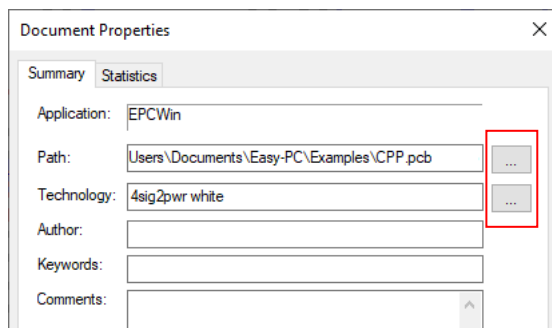 Document Properties
Summary Statistics
Application: EPCWin
Path: Users\Documents\Easy-PC\Examples\CPP.pcb ...
Technology: 4sig2pwr white ...
Author:
Keywords:
Comments: